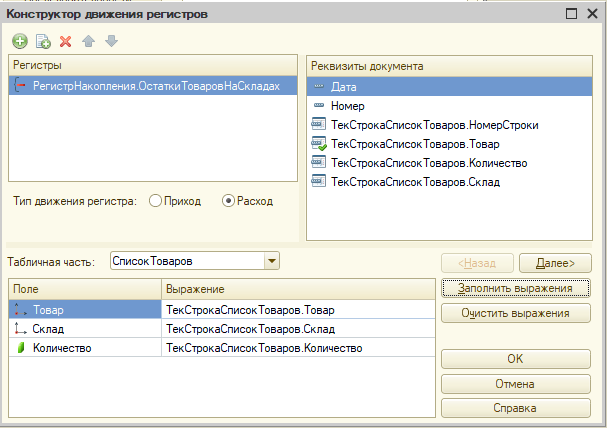 Конструктор движения регистров
Регистры
РегистрНакопления.ОстаткиТоваровНаСкладах
Реквизиты документа
Дата
Номер
ТекСтрокаСписокТоваров.НомерСтроки
ТекСтрокаСписокТоваров.Товар
ТекСтрокаСписокТоваров.Количество
ТекСтрокаСписокТоваров.Склад
Тип движения регистра: Приход Расход
Табличная часть: СписокТоваров
<Назад Далее>
Поле Выражение
Товар ТекСтрокаСписокТоваров.Товар
Склад ТекСтрокаСписокТоваров.Склад
Количество ТекСтрокаСписокТоваров.Количество
Заполнить выражения
Очистить выражения
OK
Отмена
Справка